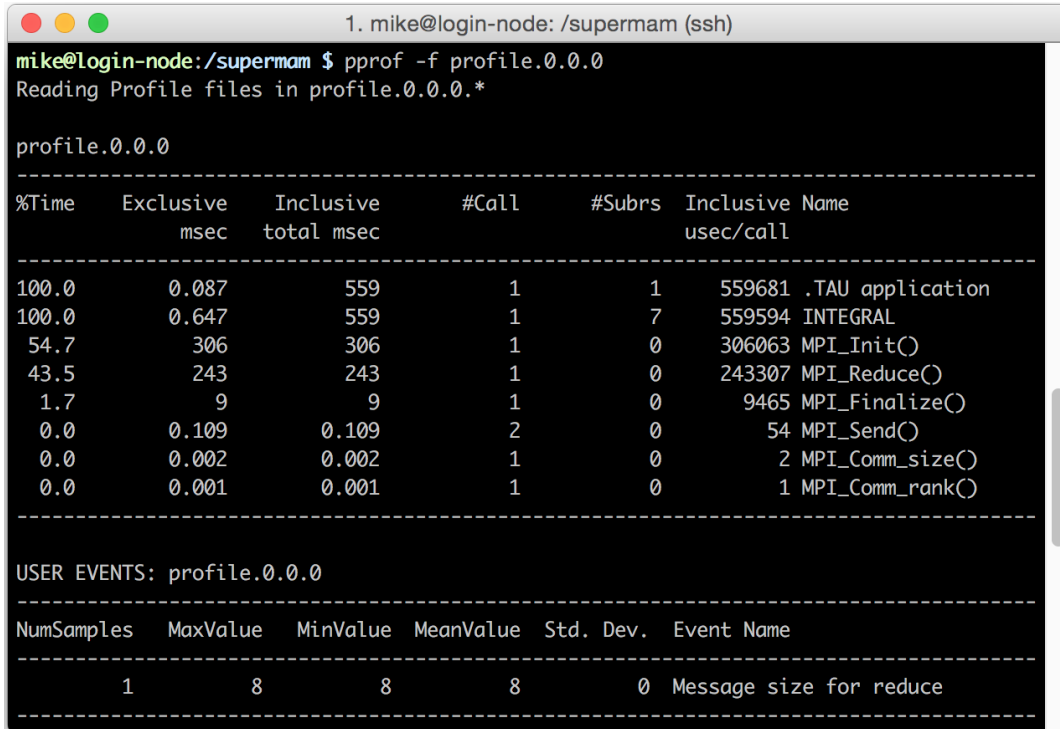 1. mike@login-node: /supermam (ssh)
mike@login-node:/supermam $ pprof -f profile.0.0.0
Reading Profile files in profile.0.0.0.*
profile.0.0.0
---------------------------------------------------------------------------------------
%Time Exclusive Inclusive #Call #Subrs Inclusive Name
msec total msec usec/call
---------------------------------------------------------------------------------------
100.0 0.087 559 1 1 559681 .TAU application
100.0 0.647 559 1 7 559594 INTEGRAL
54.7 306 306 1 0 306063 MPI_Init()
43.5 243 243 1 0 243307 MPI_Reduce()
1.7 9 9 1 0 9465 MPI_Finalize()
0.0 0.109 0.109 2 0 54 MPI_Send()
0.0 0.002 0.002 1 0 2 MPI_Comm_size()
0.0 0.001 0.001 1 0 1 MPI_Comm_rank()
---------------------------------------------------------------------------------------
USER EVENTS: profile.0.0.0
---------------------------------------------------------------------------------------
NumSamples MaxValue MinValue MeanValue Std. Dev. Event Name
---------------------------------------------------------------------------------------
1 8 8 8 0 Message size for reduce
---------------------------------------------------------------------------------------